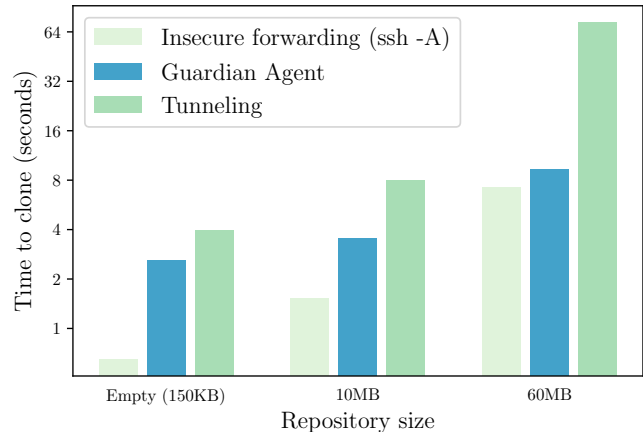 Insecure forwarding (ssh -A)
Guardian Agent
Tunneling
Time to clone (seconds)
64
32
16
8
4
2
1
Empty (150KB)
10MB
60MB
Repository size